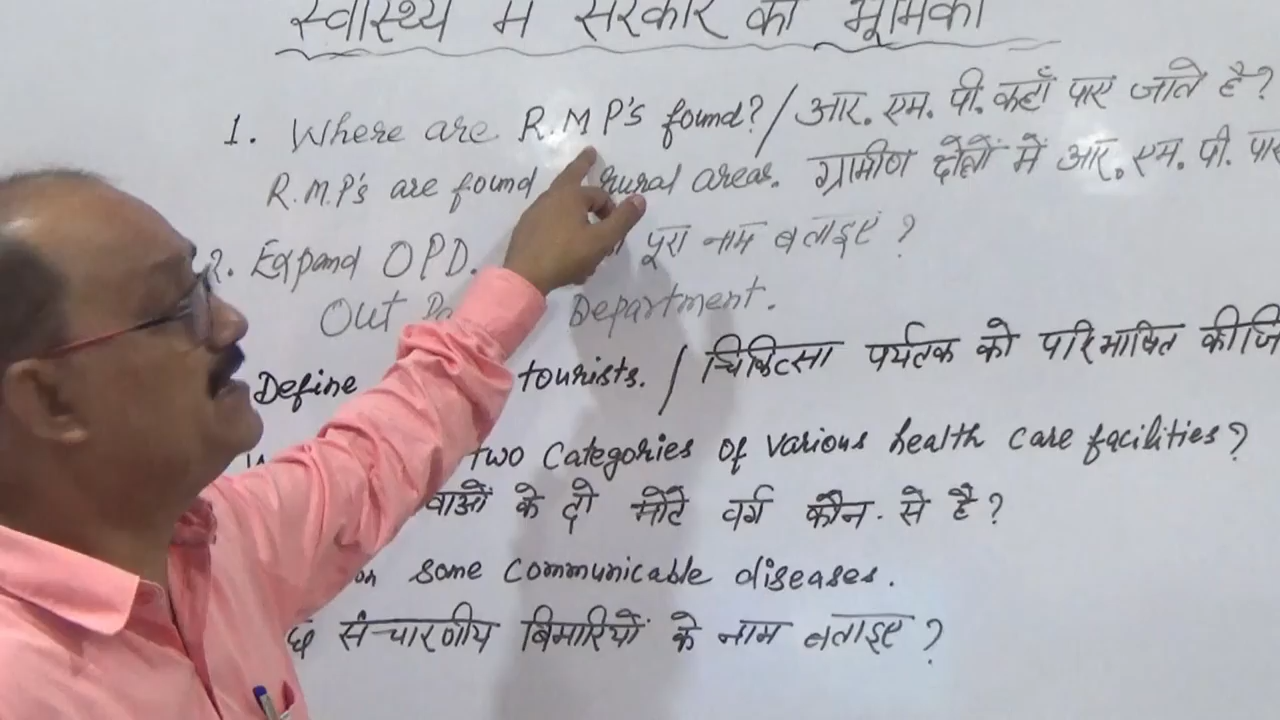 स्वास्थ्य में सरकार की भूमिका
1. Where are R.M.P's found? / आर. एम. पी. कहाँ पाए जाते है?
R.M.P's are found rural areas. ग्रामीण क्षेत्रों में आर. एम. पी. पाए
2. Expand OPD. पूरा नाम बताइए ?
Out Department.
Define tourists. / चिकित्सा पर्यटक को परिभाषित कीजि
two categories of various health care facilities?
वाओं के दो मोटे वर्ग कौन-से है?
on some communicable diseases.
संचारणीय बिमारियों के नाम बताइए ?